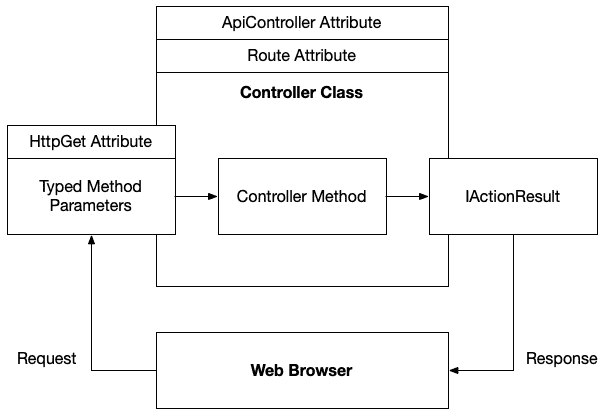 ApiController Attribute
Route Attribute
Controller Class
HttpGet Attribute
Typed Method
Parameters
Controller Method
IActionResult
Request
Web Browser
Response